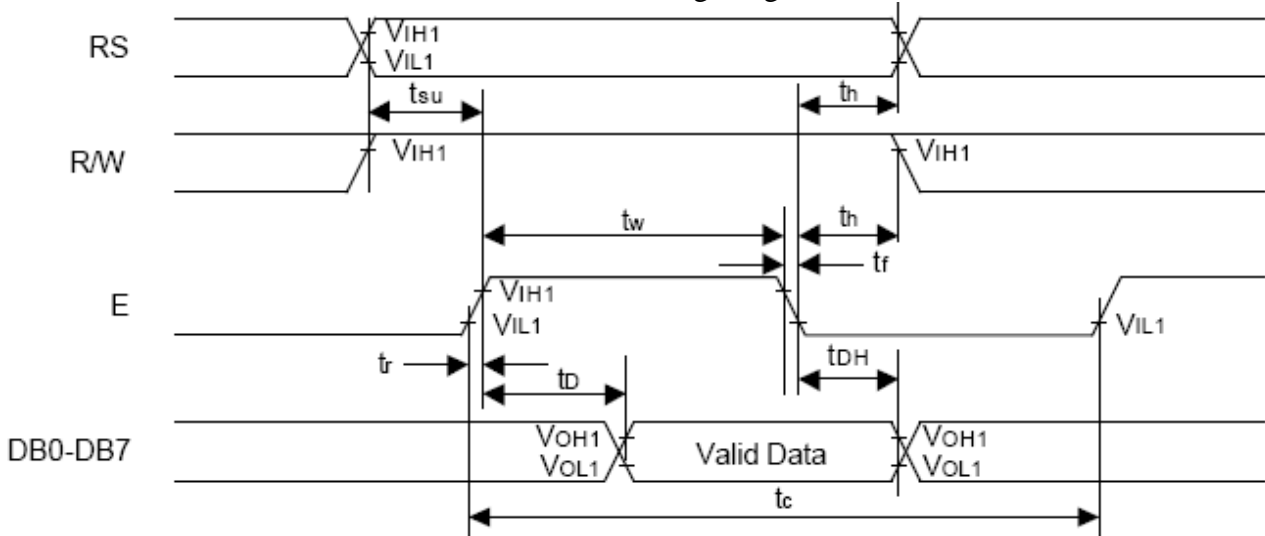 RS
VIH1
VIL1
tsu
th
R/W
VIH1
VIH1
tw
th
tf
E
VIH1
VIL1
VIL1
tr
tD
tDH
DB0-DB7
VOH1
VOL1
Valid Data
VOH1
VOL1
tc